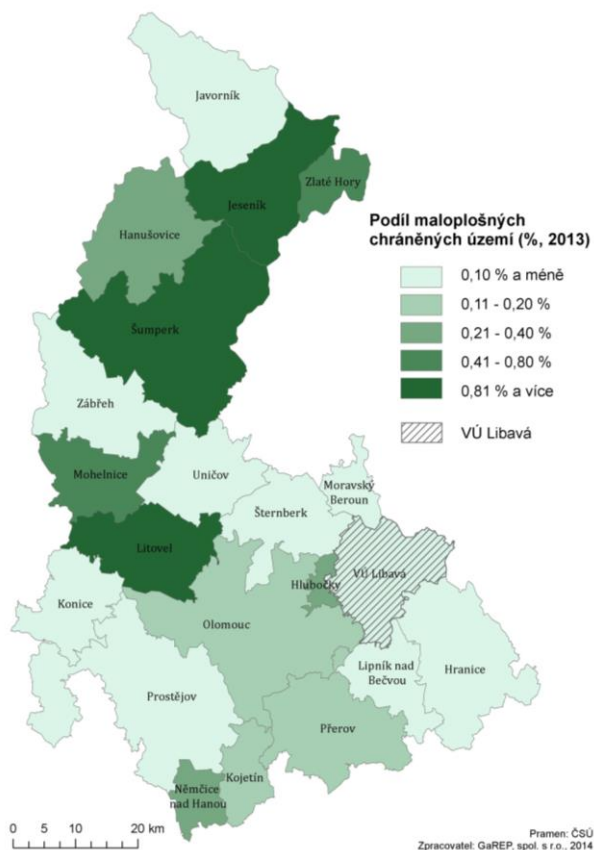 Javorník
Zlaté Hory
Jeseník
Hanušovice
Podíl maloplošných
chráněných území (%, 2013)
0,10 % a méně
0,11 - 0,20 %
0,21 - 0,40 %
0,41 - 0,80 %
0,81 % a více
VÚ Libavá
Šumperk
Zábřeh
Mohelnice
Uničov
Moravský
Beroun
Šternberk
Litovel
VÚ Libavá
Hlubočky
Konice
Olomouc
Lipník nad
Bečvou
Hranice
Prostějov
Přerov
Kojetín
Němčice
nad Hanou
0 5 10 20 km
Pramen: ČSÚ
Zpracovatel: GaREP, spol. s r.o., 2014